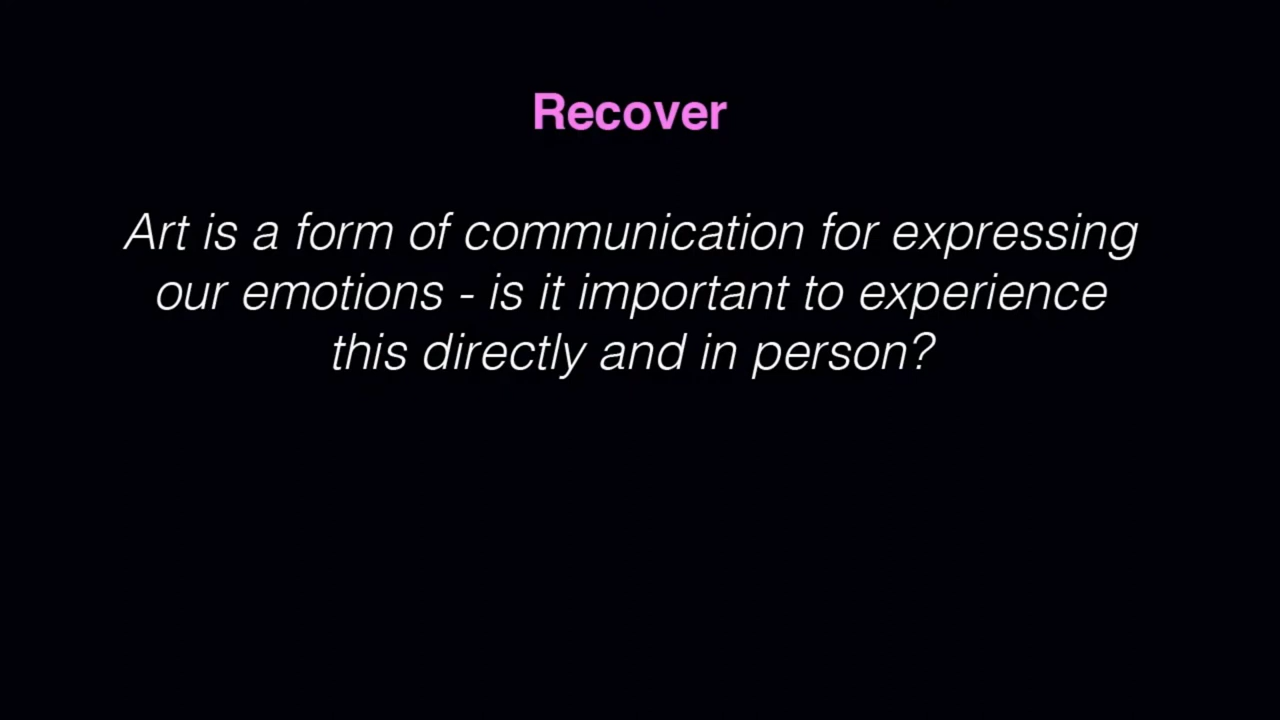 Recover
Art is a form of communication for expressing
our emotions - is it important to experience
this directly and in person?